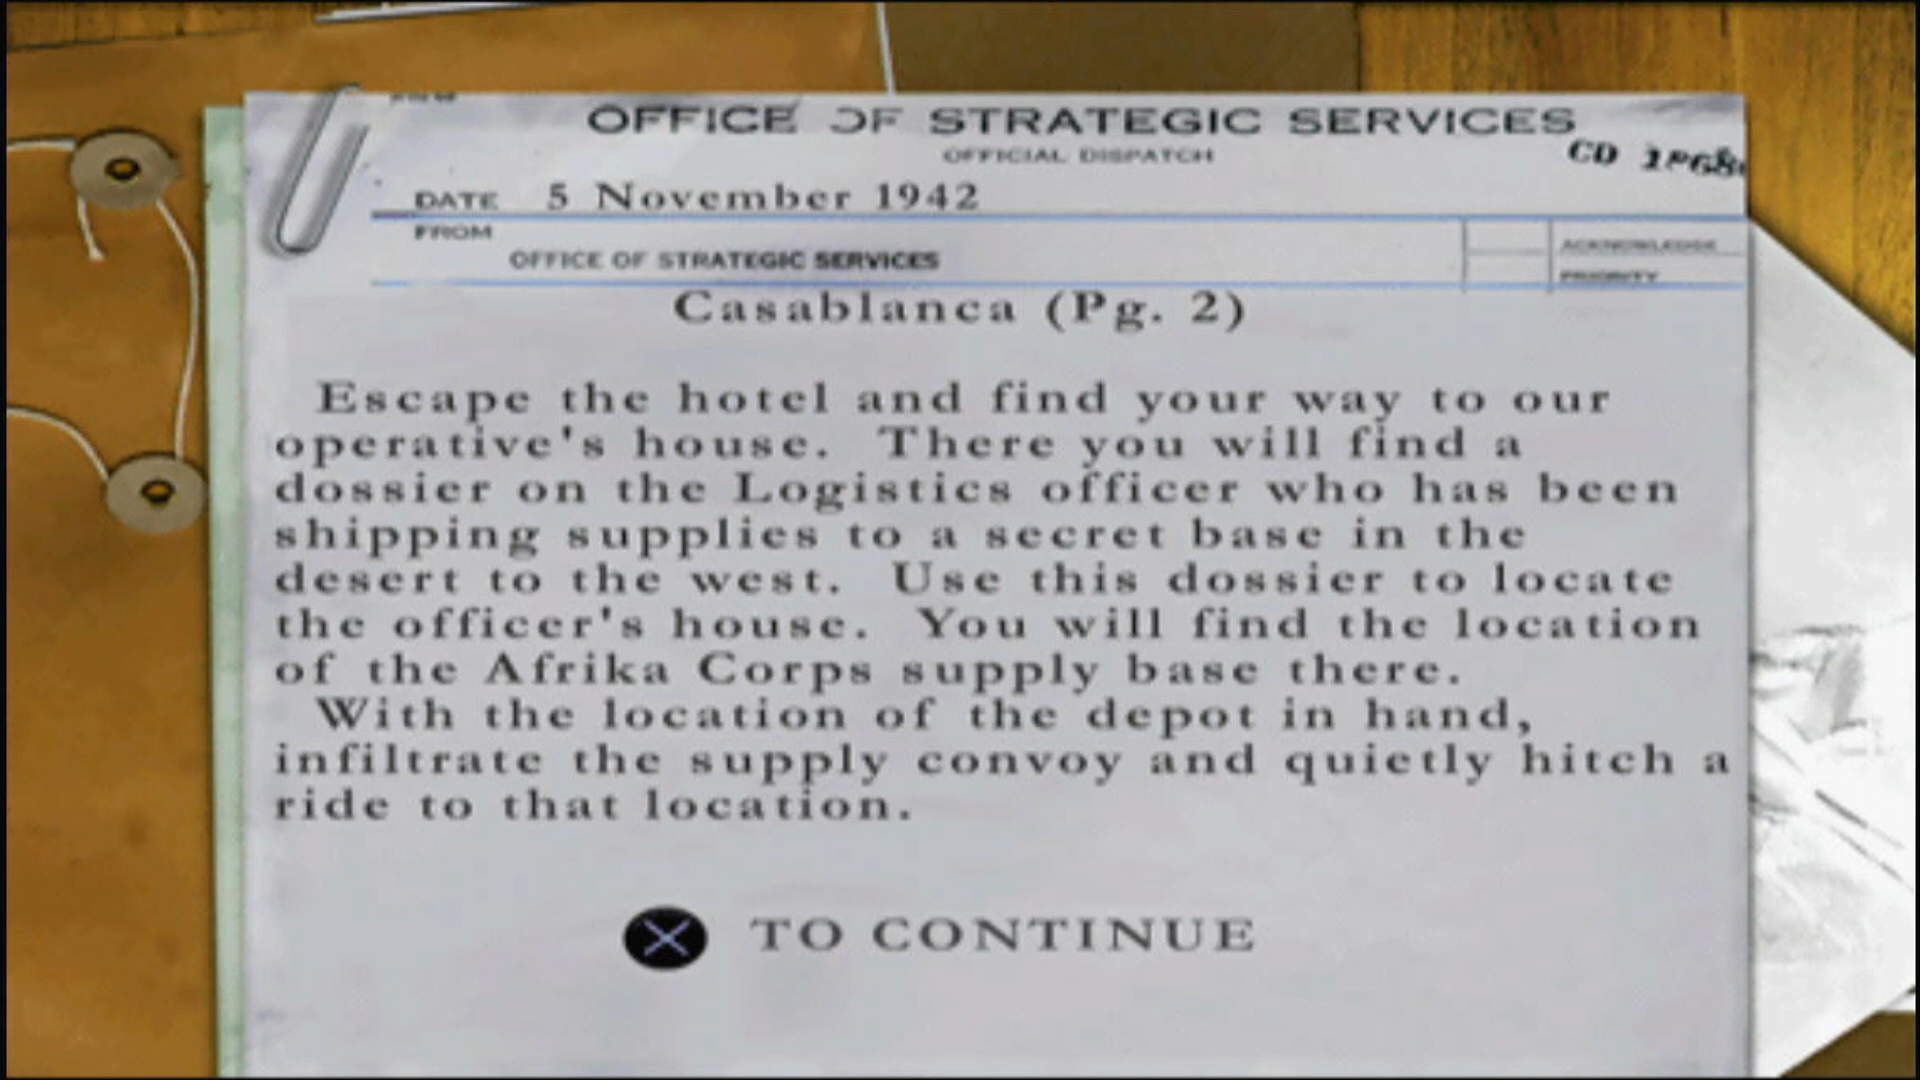 OFFICE OF STRATEGIC SERVICES
OFFICIAL DISPATCH
CD
DATE 5 November 1942
FROM
OFFICE OF STRATEGIC SERVICES
ACKNOWLEDGE
PRIORITY
Casablanca (Pg. 2)
Escape the hotel and find your way to our
operative's house. There you will find a
dossier on the Logistics officer who has been
shipping supplies to a secret base in the
desert to the west. Use this dossier to locate
the officer's house. You will find the location
of the Afrika Corps supply base there.
With the location of the depot in hand,
infiltrate the supply convoy and quietly hitch a
ride to that location.
TO CONTINUE